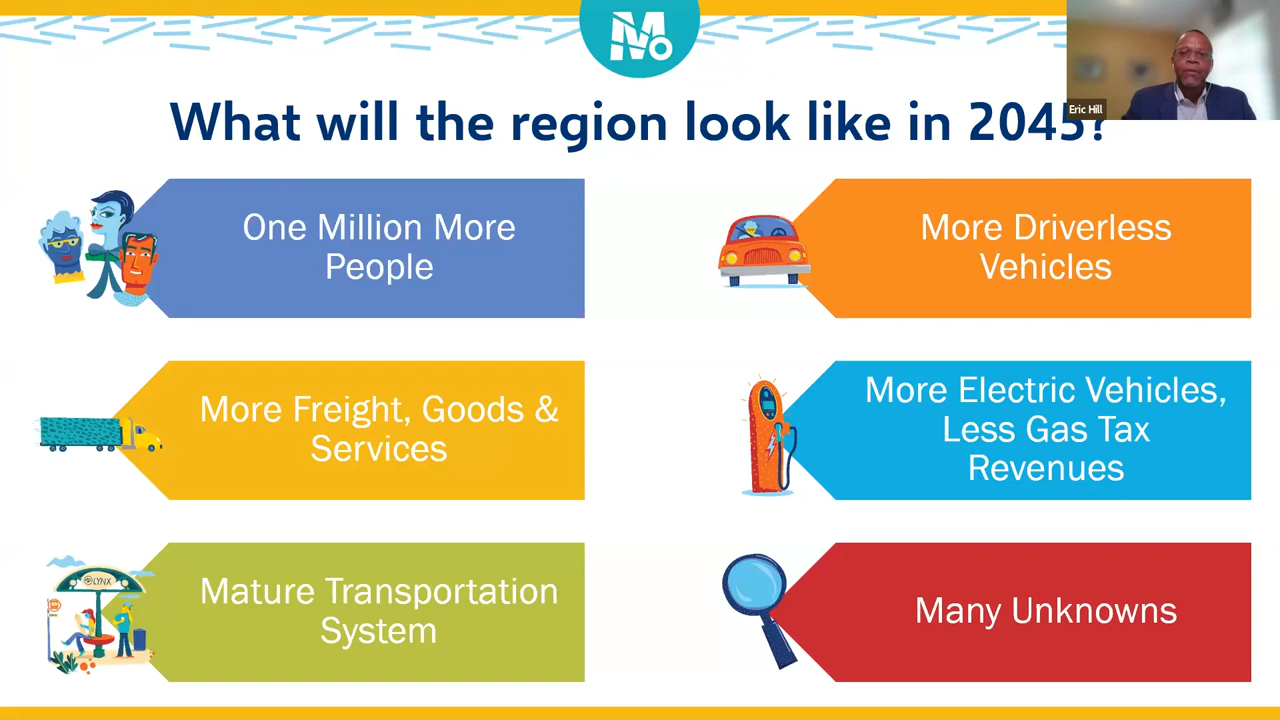 Mo
Eric Hill
What will the region look like in 2045?
One Million More
People
More Driverless
Vehicles
More Freight, Goods &
Services
More Electric Vehicles,
Less Gas Tax
Revenues
LYNX
Mature Transportation
System
Many Unknowns